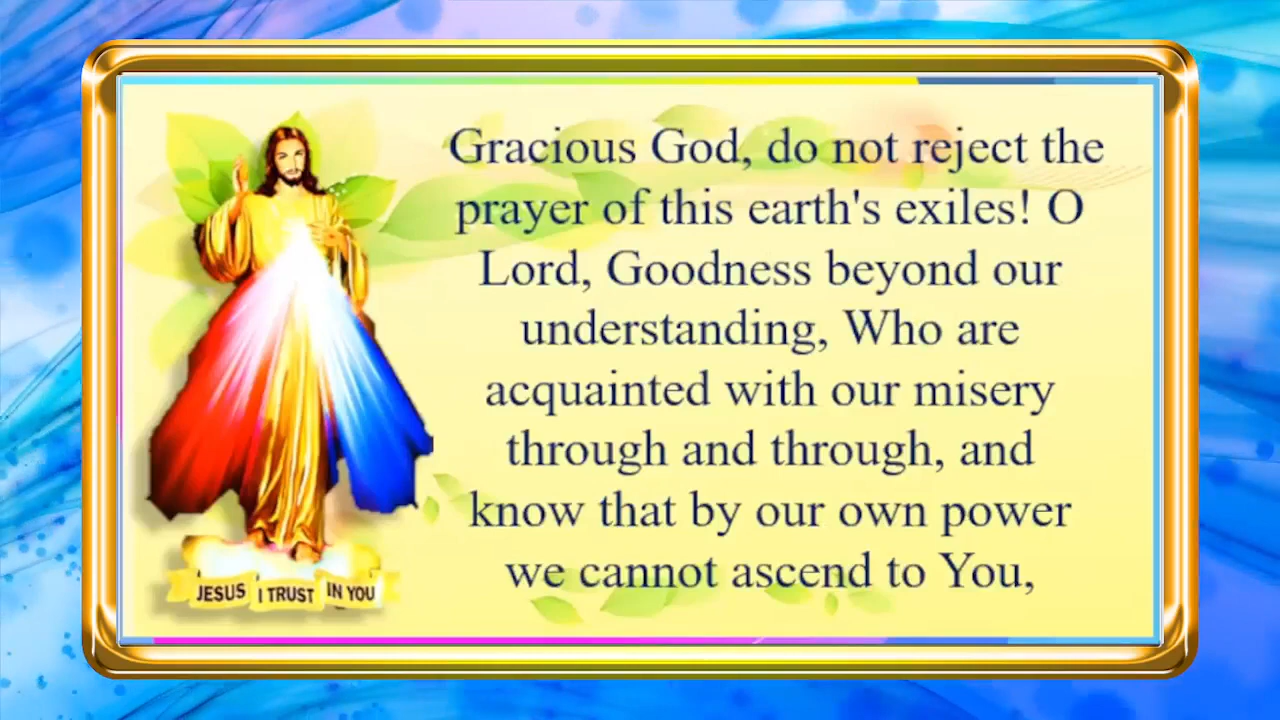 Gracious God, do not reject the
prayer of this earth's exiles! O
Lord, Goodness beyond our
understanding, Who are
acquainted with our misery
through and through, and
know that by our own power
we cannot ascend to You,
JESUS I TRUST IN YOU